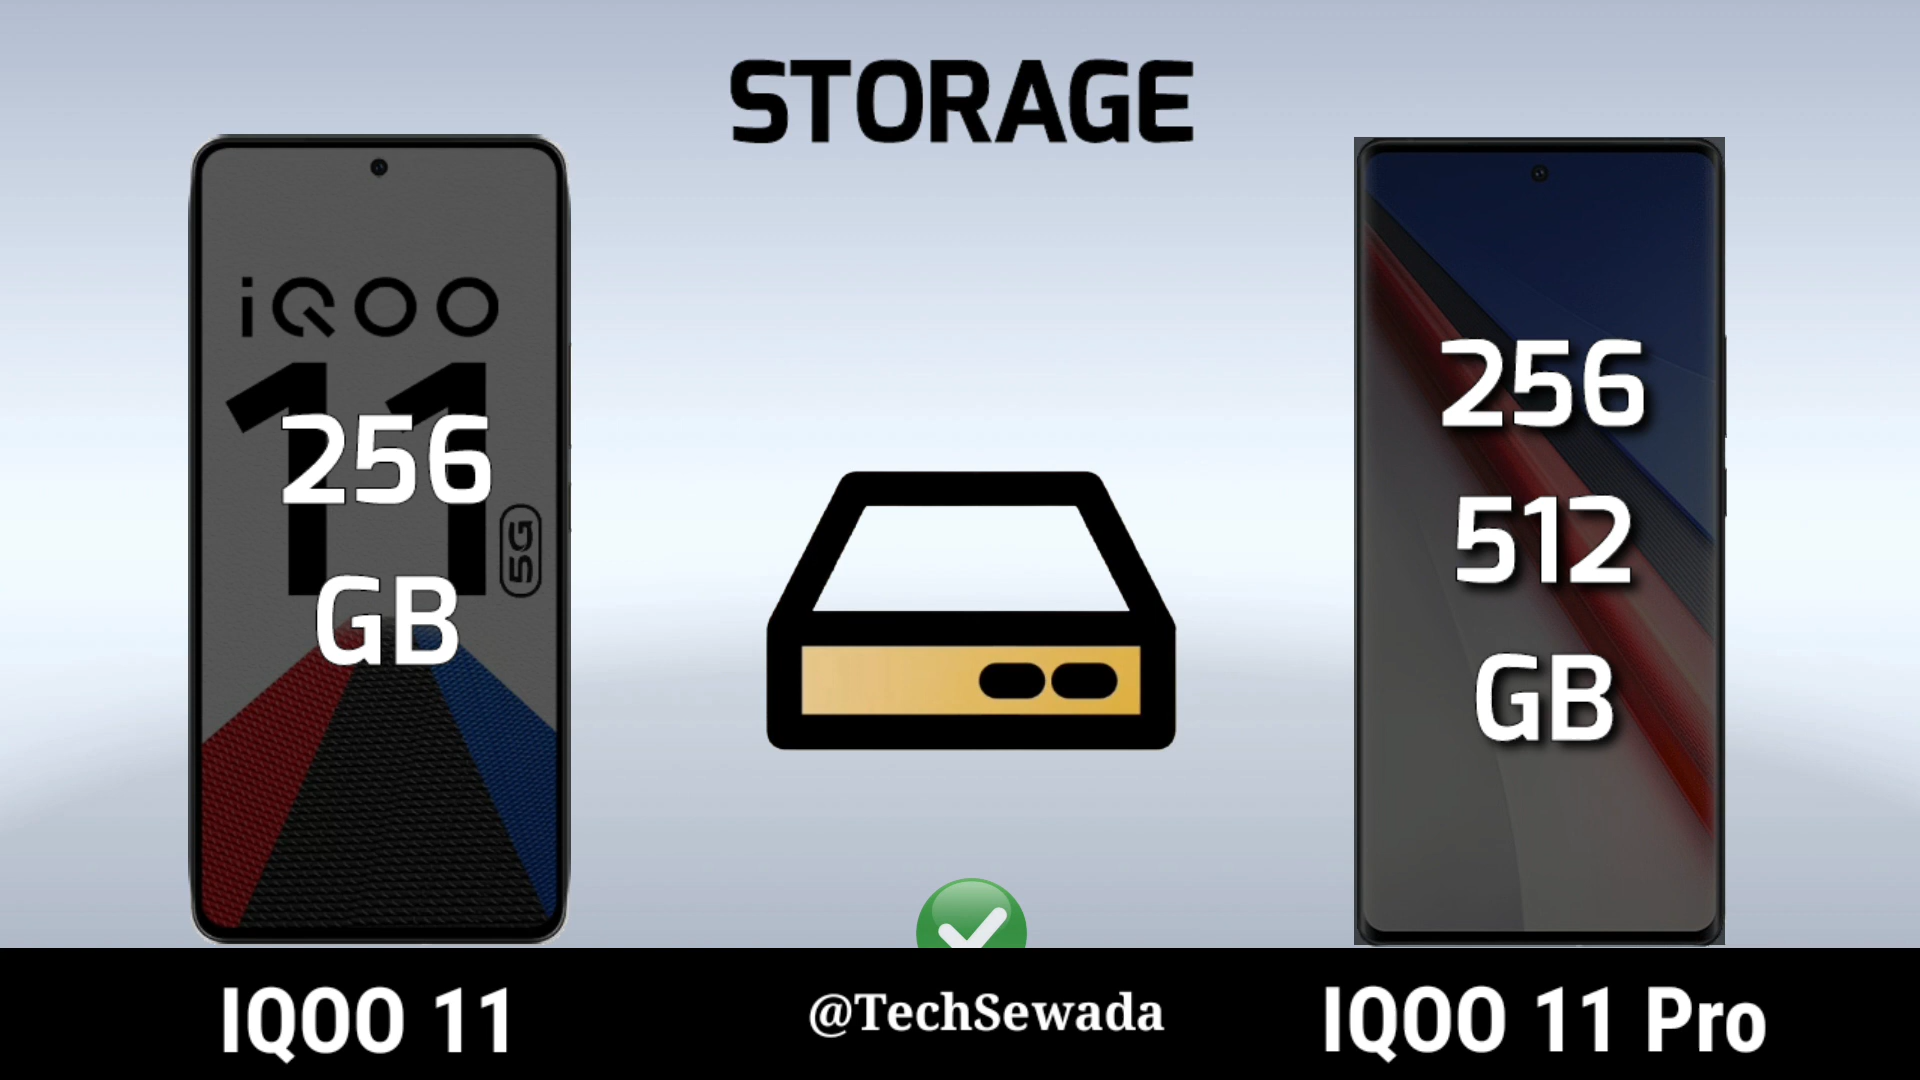 STORAGE
iQOO
11
5G
256
GB
256
512
GB
IQOO 11
@TechSewada
IQOO 11 Pro